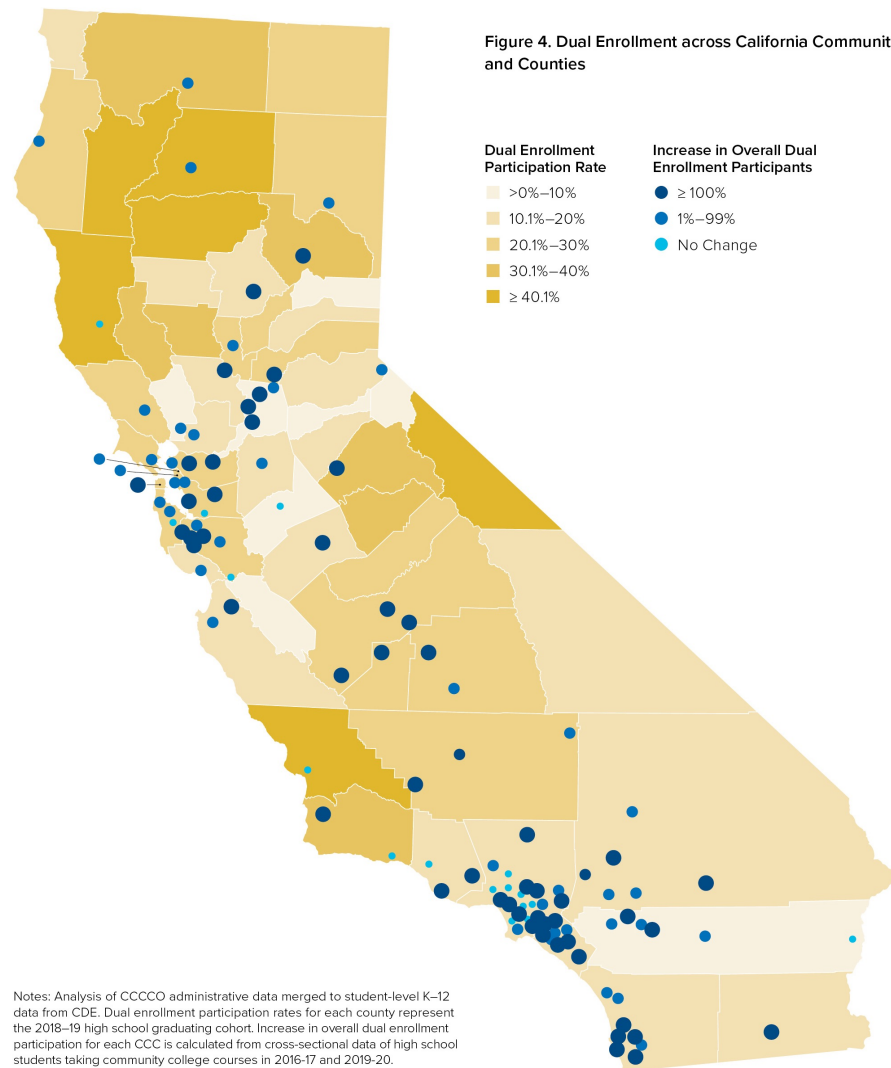 Figure 4. Dual Enrollment across California Communit
and Counties
Dual Enrollment
Participation Rate
>0%–10%
10.1%–20%
20.1%–30%
30.1%–40%
≥ 40.1%
Increase in Overall Dual
Enrollment Participants
≥ 100%
1%–99%
No Change
Notes: Analysis of CCCCO administrative data merged to student-level K–12
data from CDE. Dual enrollment participation rates for each county represent
the 2018–19 high school graduating cohort. Increase in overall dual enrollment
participation for each CCC is calculated from cross-sectional data of high school
students taking community college courses in 2016-17 and 2019-20.